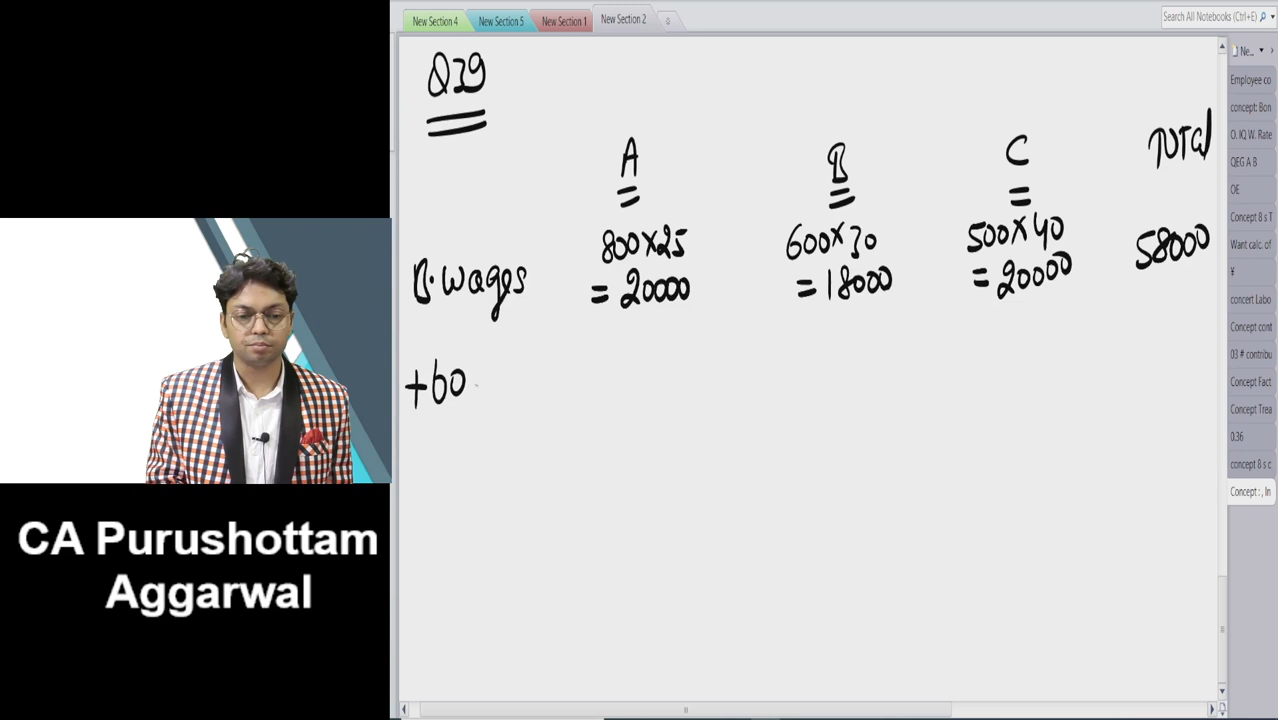 New Section 4 New Section 5 New Section 1 New Section 2
Search All Notebooks (Ctrl+E)
Ne...
Employee co
concept: Bon
O. IQ W. Rate
QEG A B
OE
Concept 8 s T
Want calc. of
¥
concert Labo
Concept cont
03 # contribu
Concept Fact
Concept Trea
0.36
concept 8 s c
Concept : , In
Q39
A B C Total
800×25 600×30 500×40 58000
B. wages = 20000 = 18000 = 20000
+60
CA Purushottam
Aggarwal